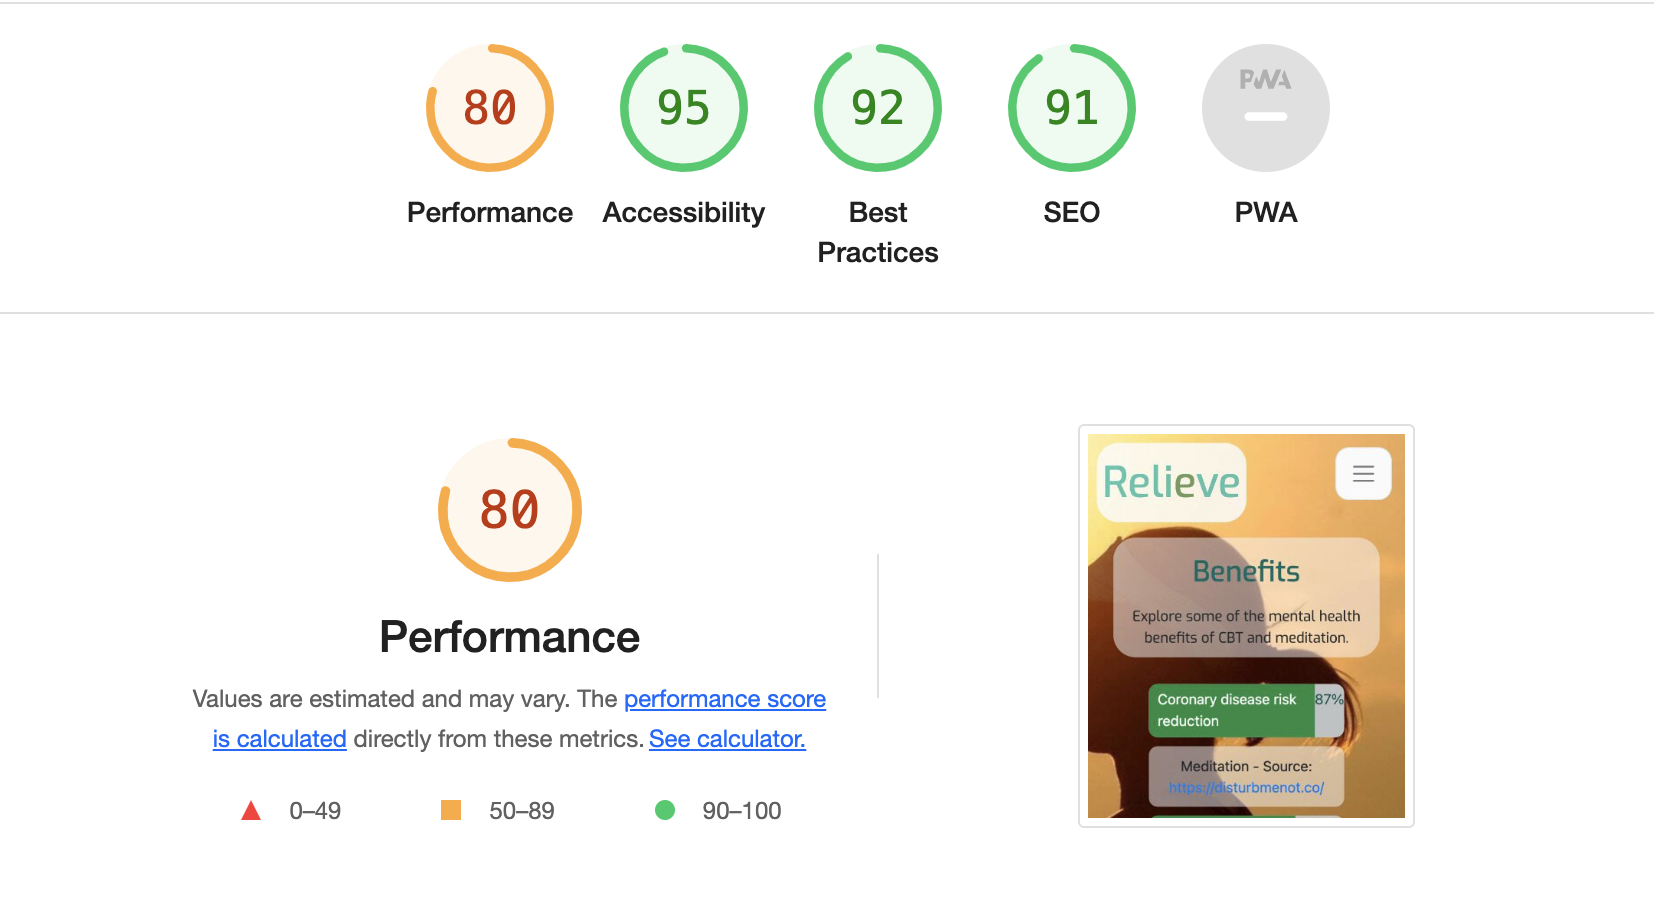 80
95
92
91
PWA
Performance
Accessibility
Best
Practices
SEO
PWA
80
Performance
Values are estimated and may vary. The performance score
is calculated directly from these metrics. See calculator.
0–49
50–89
90–100
Relieve
Benefits
Explore some of the mental health
benefits of CBT and meditation.
Coronary disease risk 87%
reduction
Meditation - Source:
https://disturbmenot.co/